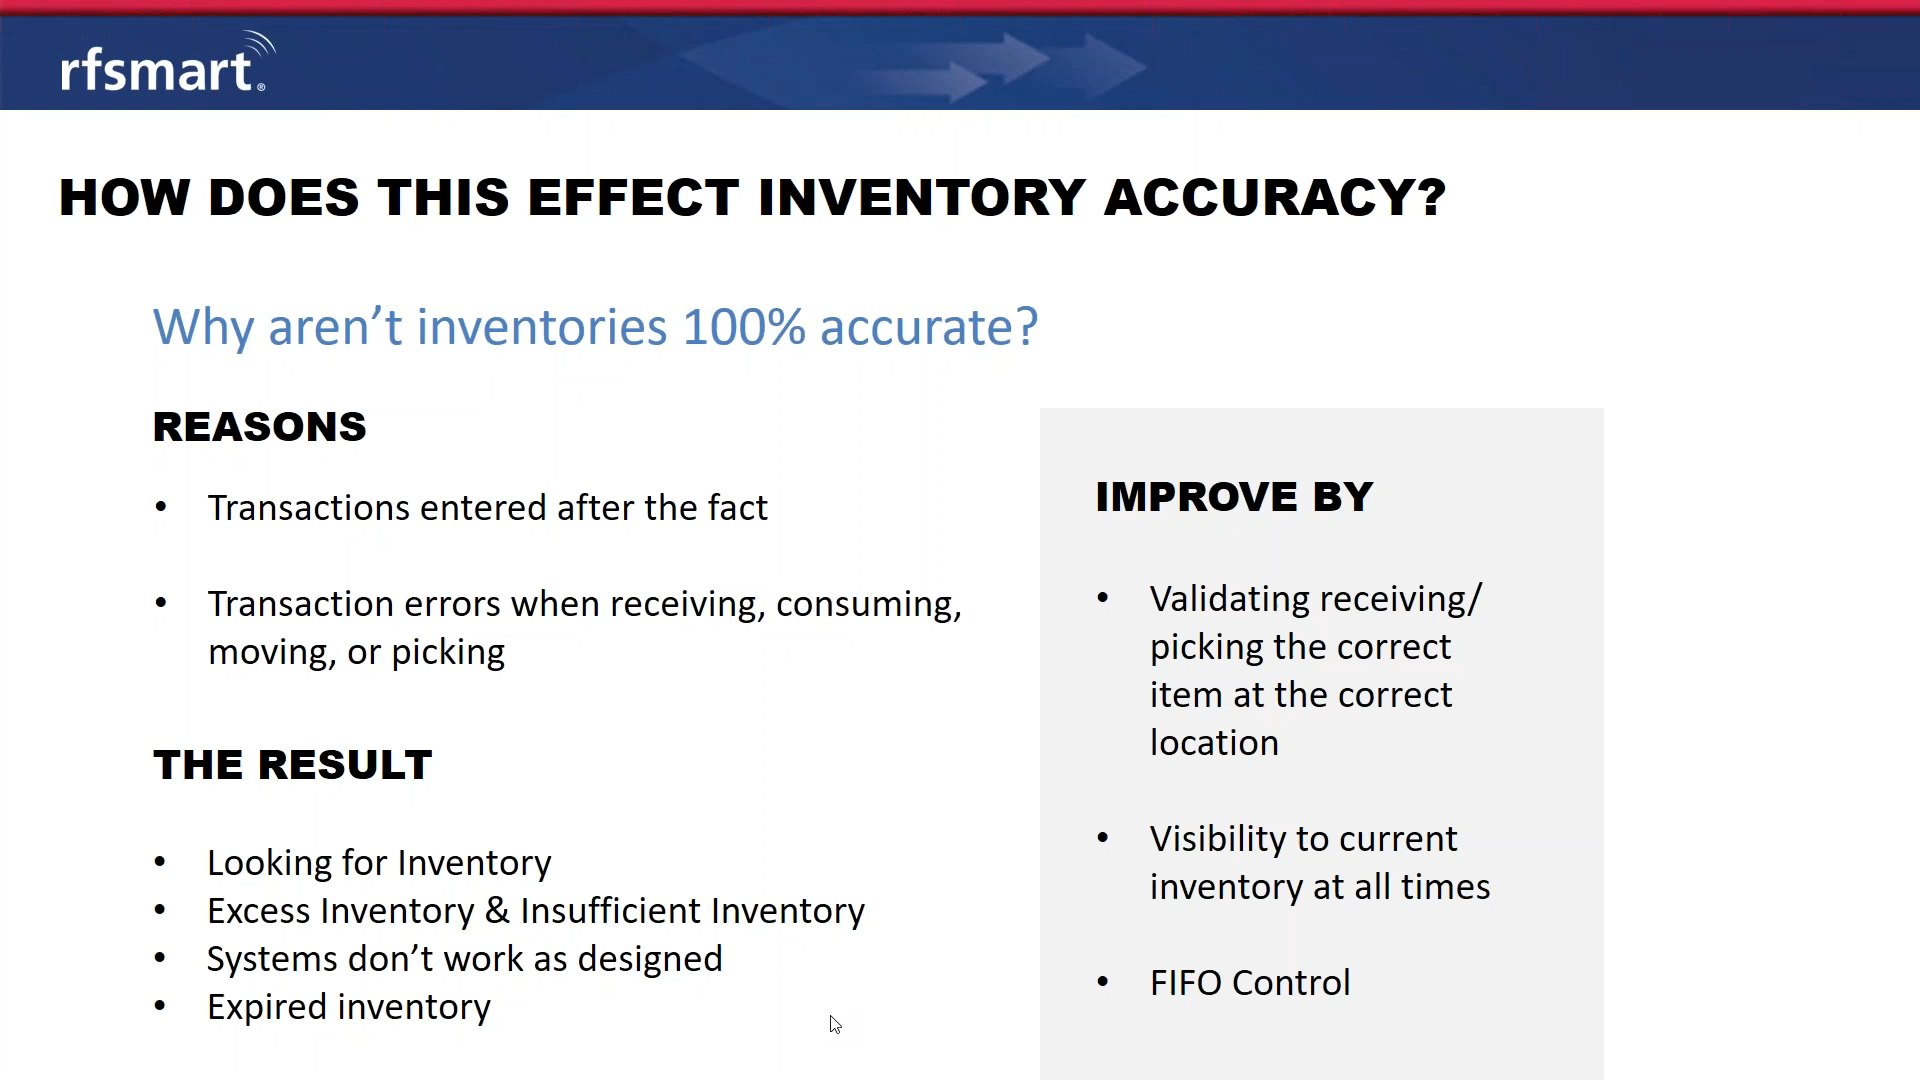 rfsmart®
HOW DOES THIS EFFECT INVENTORY ACCURACY?
Why aren’t inventories 100% accurate?
REASONS
• Transactions entered after the fact
• Transaction errors when receiving, consuming,
moving, or picking
THE RESULT
• Looking for Inventory
• Excess Inventory & Insufficient Inventory
• Systems don’t work as designed
• Expired inventory
IMPROVE BY
• Validating receiving/
picking the correct
item at the correct
location
• Visibility to current
inventory at all times
• FIFO Control